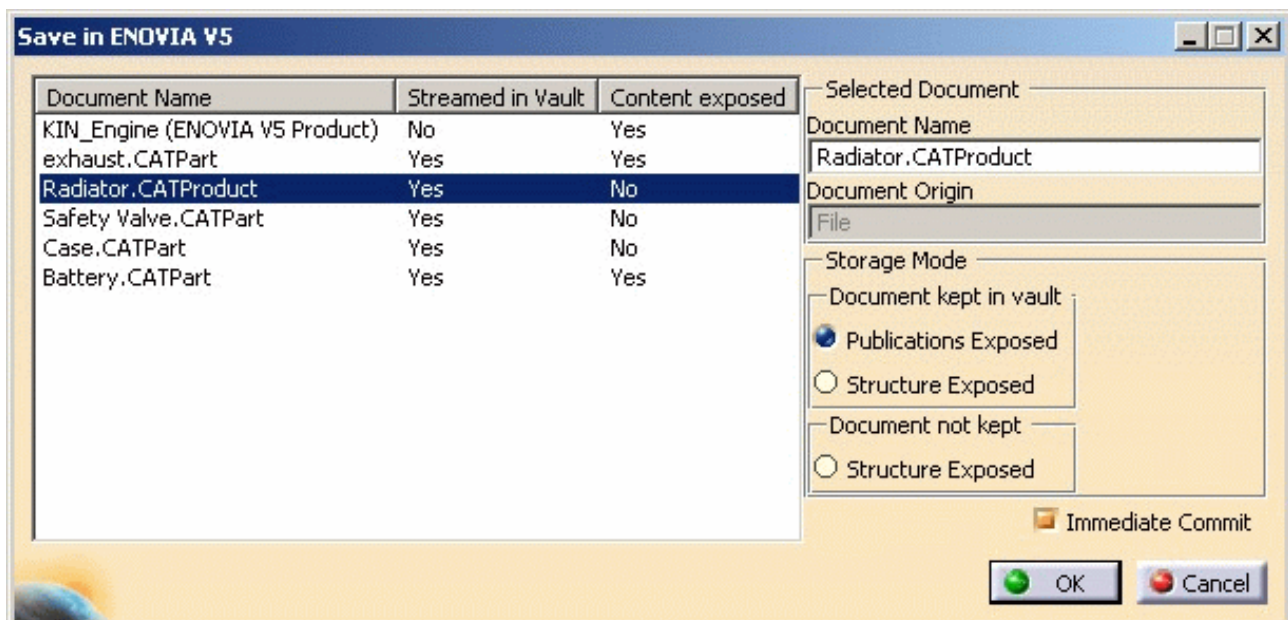 Save in ENOVIA V5
Document Name Streamed in Vault Content exposed
KIN_Engine (ENOVIA V5 Product) No Yes
exhaust.CATPart Yes Yes
Radiator.CATProduct Yes No
Safety Valve.CATPart Yes No
Case.CATPart Yes No
Battery.CATPart Yes Yes
Selected Document
Document Name
Radiator.CATProduct
Document Origin
File
Storage Mode
Document kept in vault
Publications Exposed
Structure Exposed
Document not kept
Structure Exposed
Immediate Commit
OK Cancel